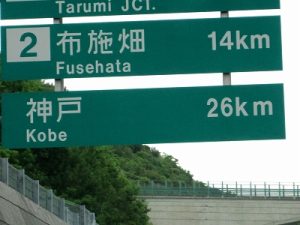 Tarumi JCT.
2 布施畑 14km
Fusehata
神戸 26km
Kobe